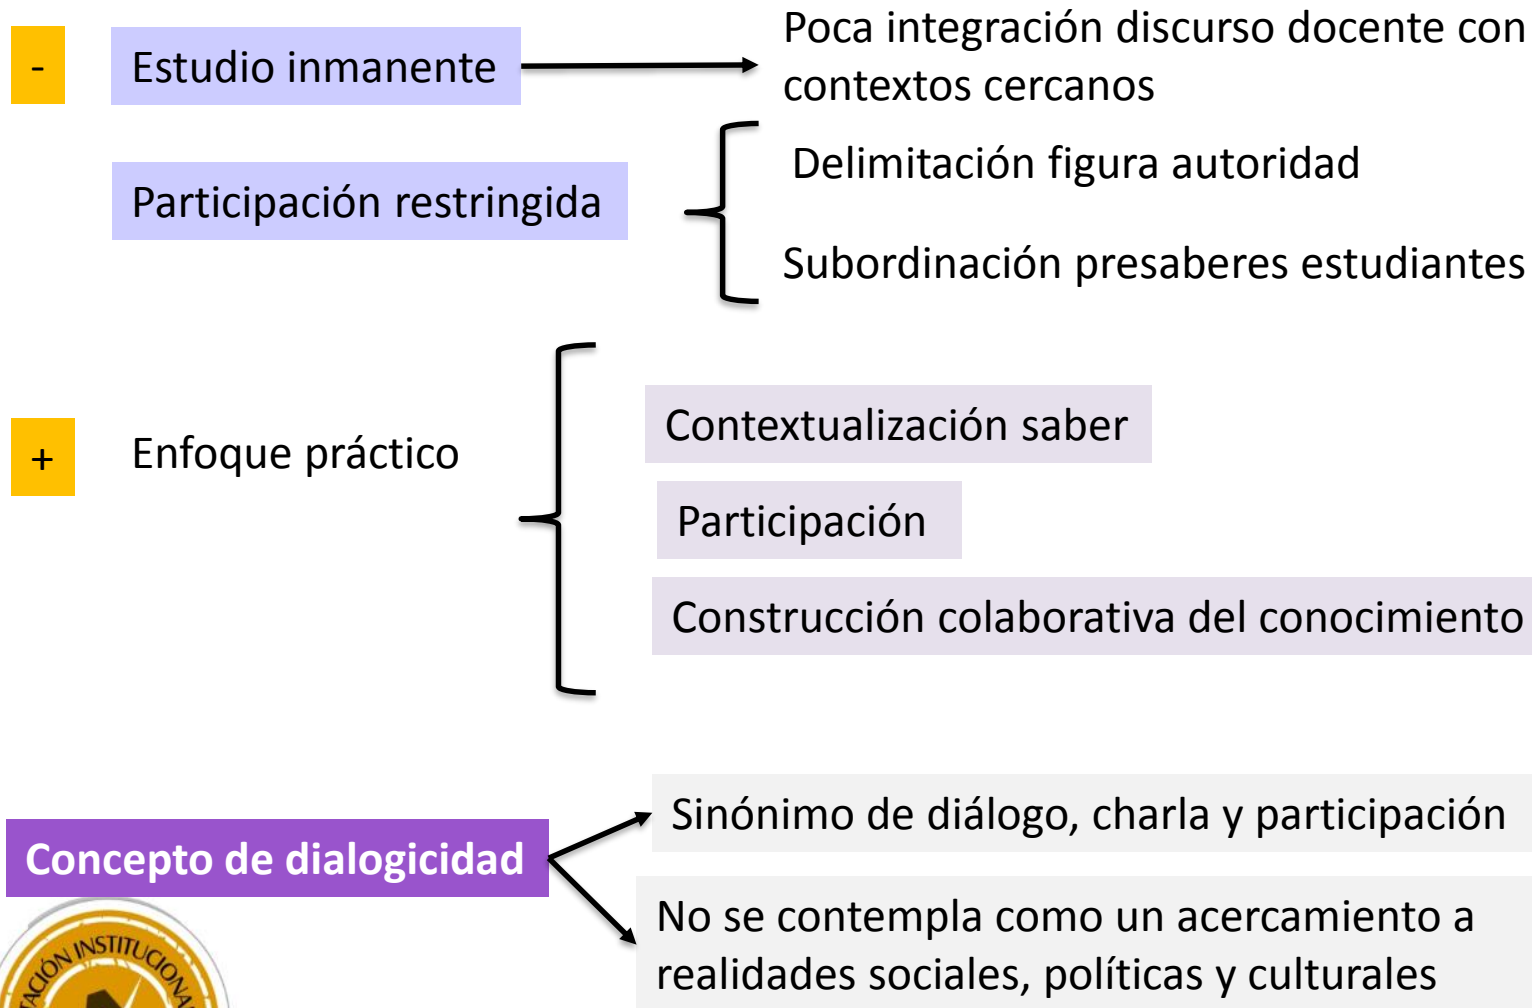 -
Estudio inmanente
Poca integración discurso docente con
contextos cercanos
Participación restringida
Delimitación figura autoridad
Subordinación presaberes estudiantes
+
Enfoque práctico
Contextualización saber
Participación
Construcción colaborativa del conocimiento
Concepto de dialogicidad
Sinónimo de diálogo, charla y participación
No se contempla como un acercamiento a
realidades sociales, políticas y culturales